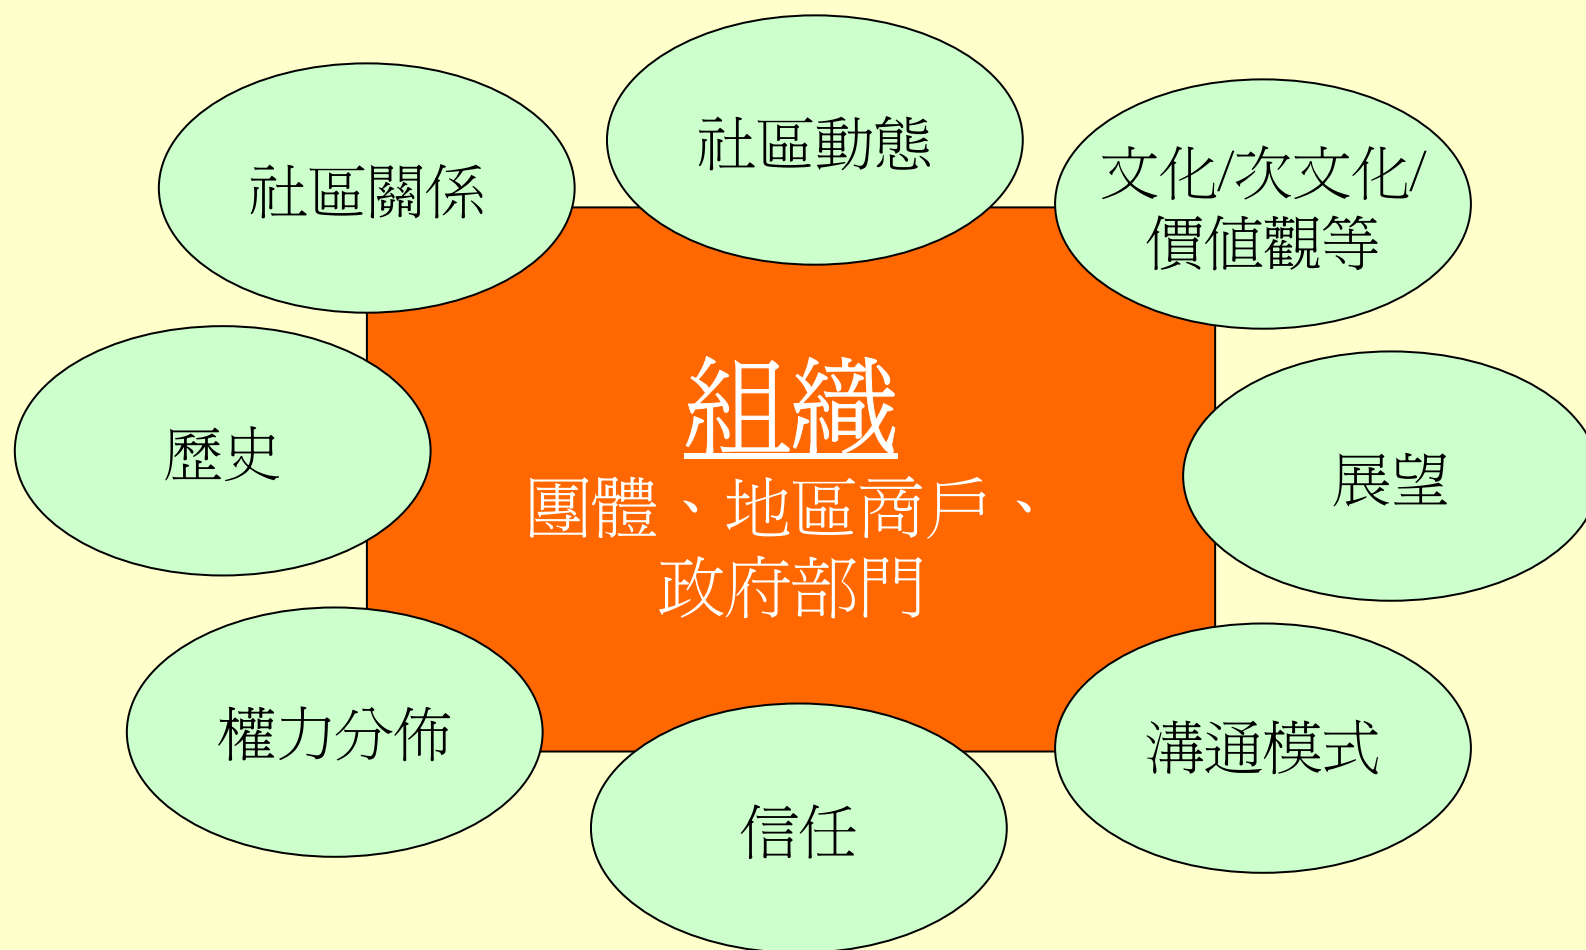 社區動態
社區關係
文化/次文化/
價值觀等
組織
團體、地區商戶、
政府部門
歷史
展望
權力分佈
溝通模式
信任